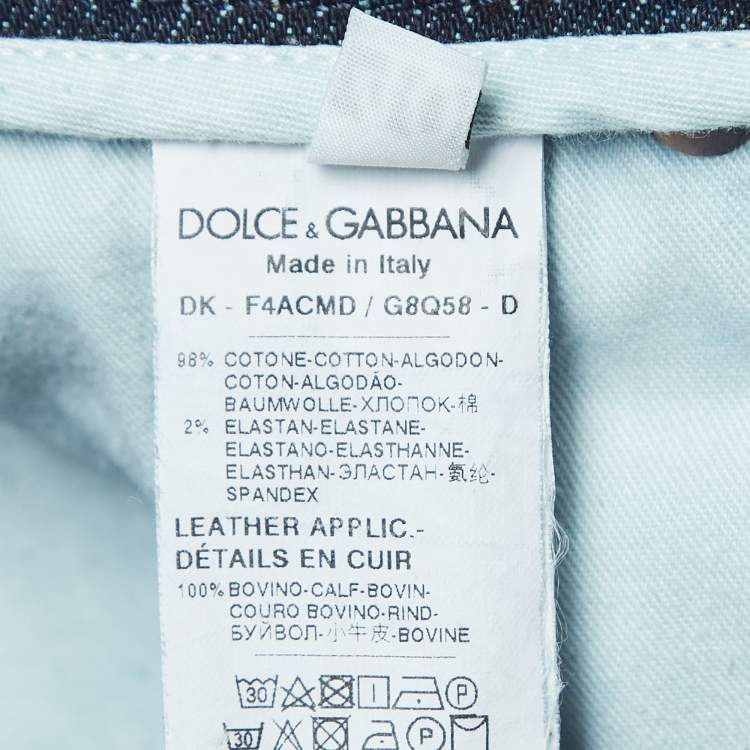 DOLCE & GABBANA
Made in Italy
DK - F4ACMD / G8Q58 - D
98% COTONE-COTTON-ALGODON-
COTON-ALGODÃO-
BAUMWOLLE-ХЛОПОК-棉
2% ELASTAN-ELASTANE-
ELASTANO-ELASTHANNE-
ELASTHAN-ЭЛАСТАН-氨纶-
SPANDEX
LEATHER APPLIC.-
DÉTAILS EN CUIR
100% BOVINO-CALF-BOVIN-
COURO BOVINO-RIND-
БУЙВОЛ-小牛皮-BOVINE
30 P
30 P